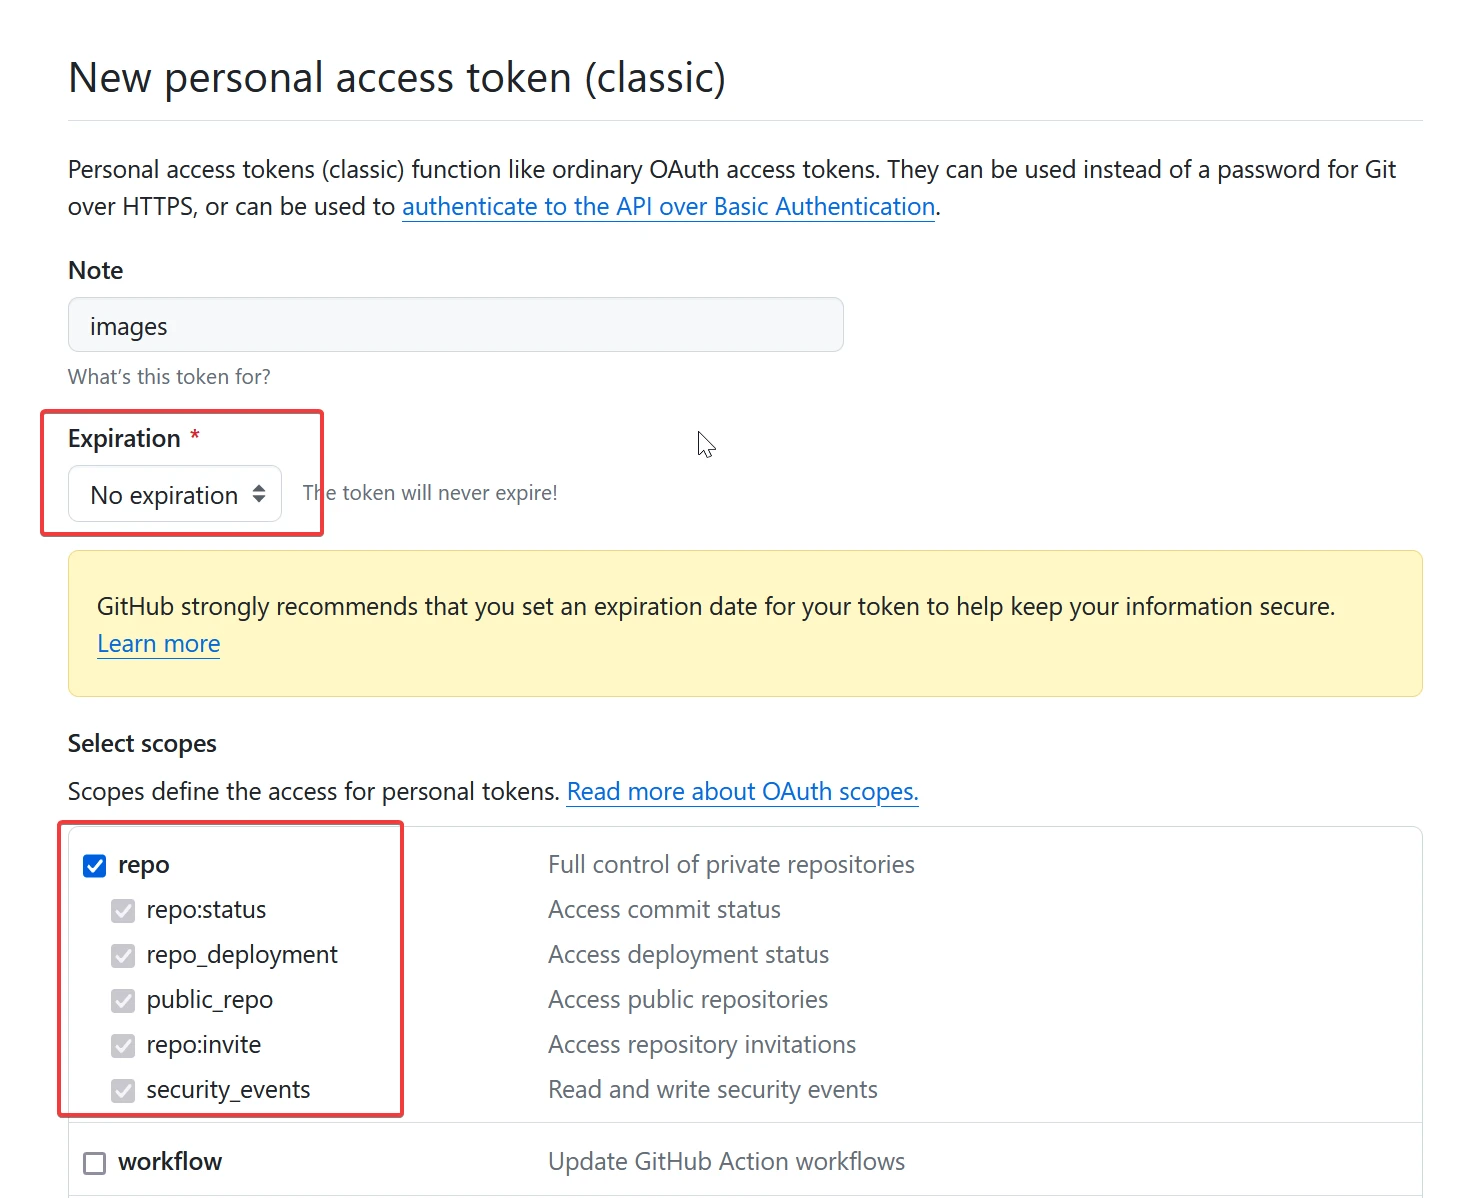 New personal access token (classic)
Personal access tokens (classic) function like ordinary OAuth access tokens. They can be used instead of a password for Git
over HTTPS, or can be used to authenticate to the API over Basic Authentication.
Note
images
What's this token for?
Expiration *
No expiration The token will never expire!
GitHub strongly recommends that you set an expiration date for your token to help keep your information secure.
Learn more
Select scopes
Scopes define the access for personal tokens. Read more about OAuth scopes.
repo Full control of private repositories
repo:status Access commit status
repo_deployment Access deployment status
public_repo Access public repositories
repo:invite Access repository invitations
security_events Read and write security events
workflow Update GitHub Action workflows